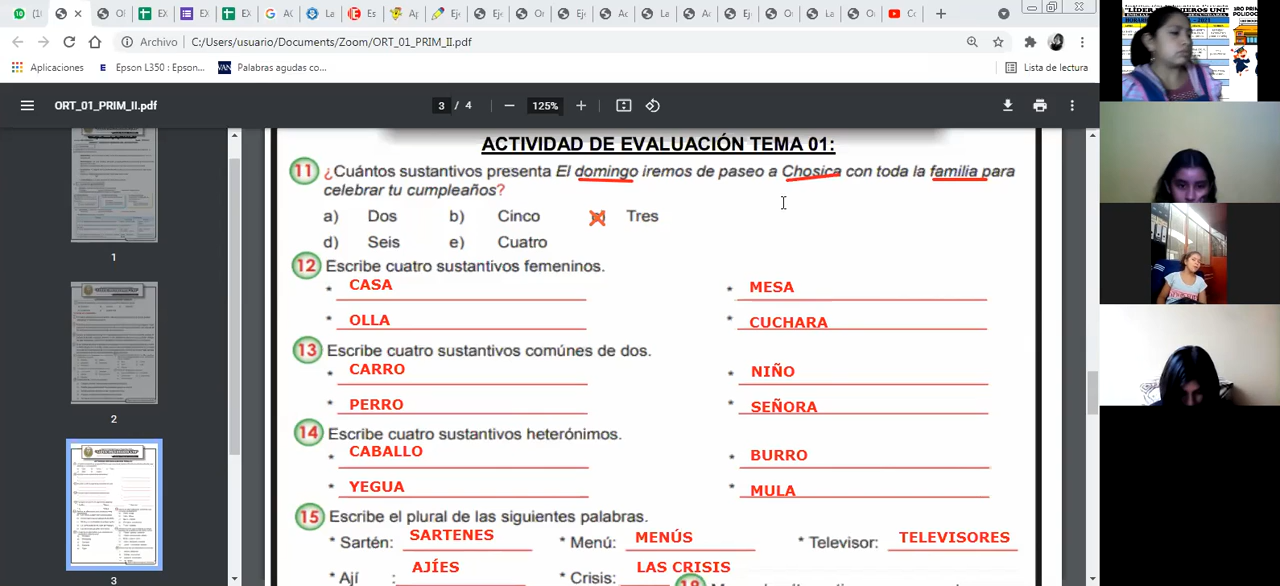 Archivo C:/Users/usuario/Documents/Zoom/ORT_01_PRIM_II.pdf
Aplicaciones Epson L350 : Epson... Palabras agudas co... Lista de lectura
ORT_01_PRIM_II.pdf 3 / 4 125%
1
2
3
ACTIVIDAD DE EVALUACIÓN TEMA 01:
11 ¿Cuántos sustantivos presenta El domingo iremos de paseo a Chosica con toda la familia para
celebrar tu cumpleaños?
a) Dos b) Cinco Tres
d) Seis e) Cuatro
12 Escribe cuatro sustantivos femeninos.
* CASA * MESA
* OLLA * CUCHARA
13 Escribe cuatro sustantivos comúnes de dos.
* CARRO * NIÑO
* PERRO * SEÑORA
14 Escribe cuatro sustantivos heterónimos.
* CABALLO * BURRO
* YEGUA * MULA
15 Escribe el plural de las siguientes palabras.
* Sartén: SARTENES * Menú: MENÚS * Televisor: TELEVISORES
* Ají : AJÍES * Crisis: LAS CRISIS